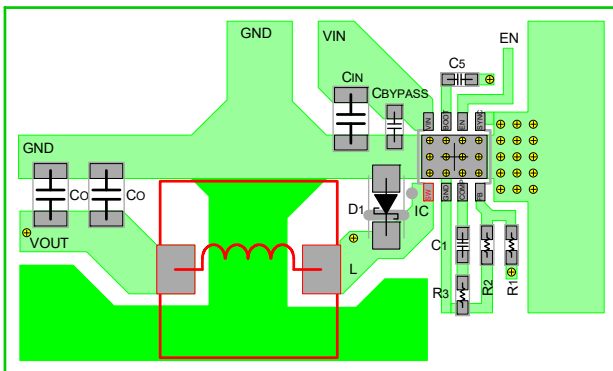 GND
VIN
EN
CIN
CBYPASS
C5
VIN
BOOT
EN
SYNC
GND
Co
Co
D1
IC
SW
GND
COMP
FB
VOUT
L
C1
R3
R2
R1